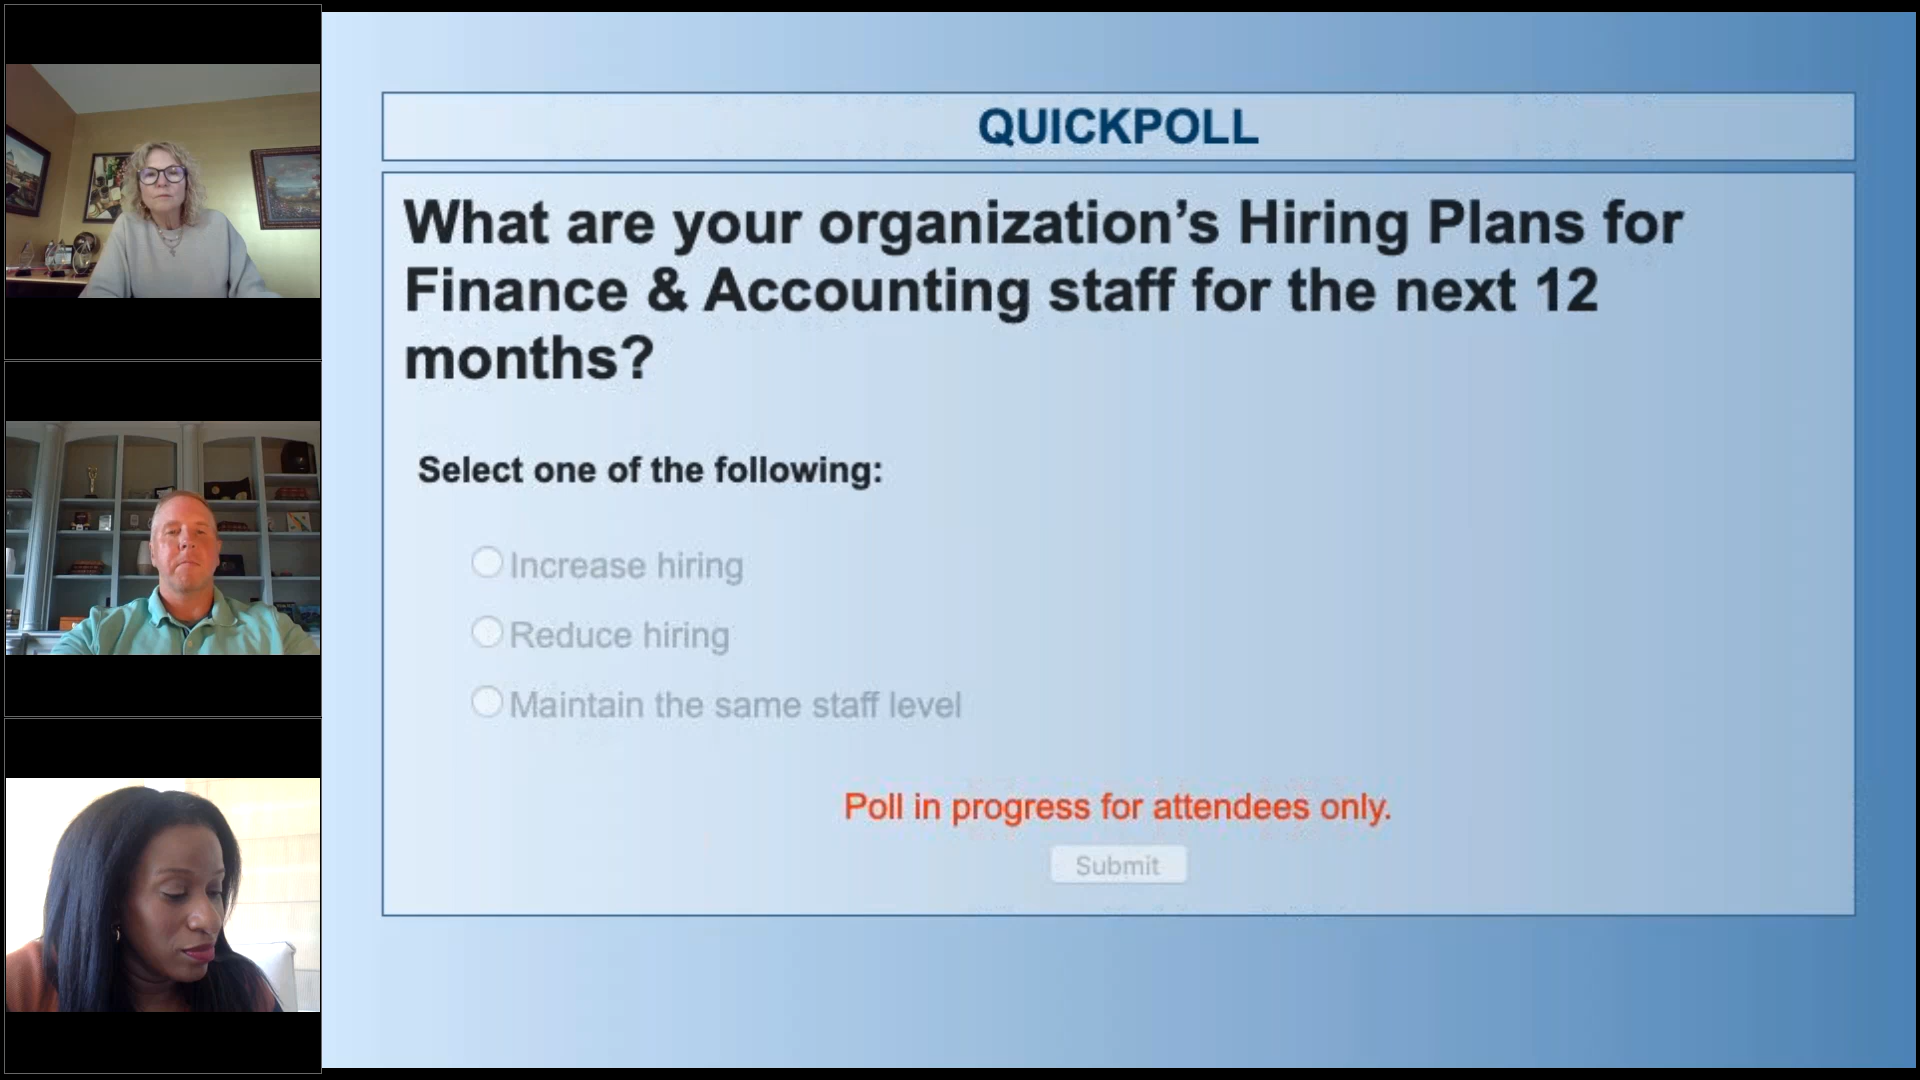 QUICKPOLL
What are your organization’s Hiring Plans for
Finance & Accounting staff for the next 12
months?
Select one of the following:
Increase hiring
Reduce hiring
Maintain the same staff level
Poll in progress for attendees only.
Submit